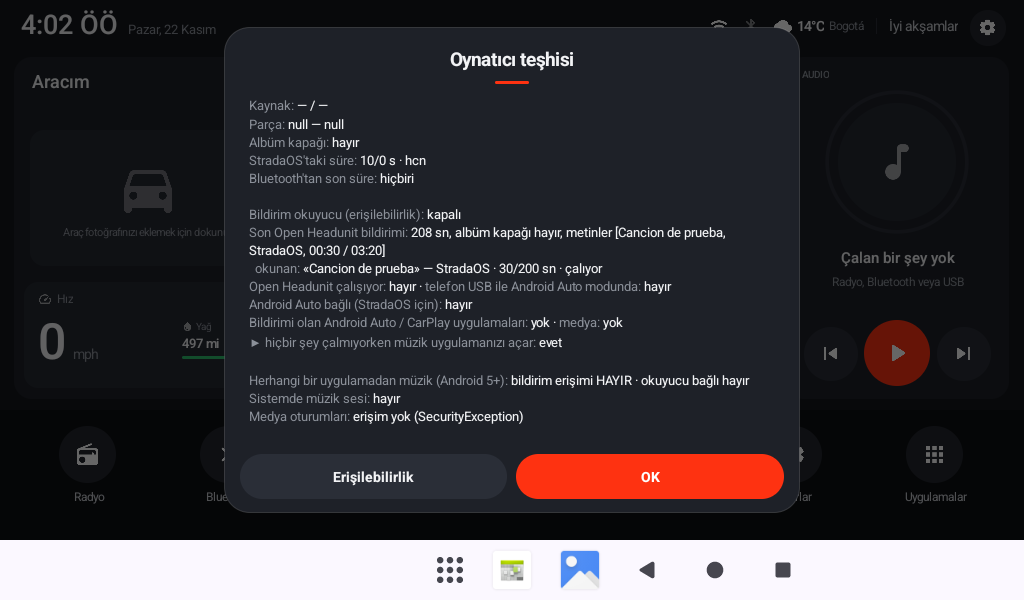 4:02 ÖÖ
Pazar, 22 Kasım
14°C Bogotá
İyi akşamlar
Aracım
Oynatıcı teşhisi
AUDIO
Kaynak: — / —
Parça: null — null
Albüm kapağı: hayır
StradaOS'taki süre: 10/0 s · hcn
Bluetooth'tan son süre: hiçbiri
Bildirim okuyucu (erişilebilirlik): kapalı
Son Open Headunit bildirimi: 208 sn, albüm kapağı hayır, metinler [Cancion de prueba,
StradaOS, 00:30 / 03:20]
okunan: «Cancion de prueba» — StradaOS · 30/200 sn · çalıyor
Open Headunit çalışıyor: hayır · telefon USB ile Android Auto modunda: hayır
Android Auto bağlı (StradaOS için): hayır
Bildirimi olan Android Auto / CarPlay uygulamaları: yok · medya: yok
► hiçbir şey çalmıyorken müzik uygulamanızı açar: evet
Herhangi bir uygulamadan müzik (Android 5+): bildirim erişimi HAYIR · okuyucu bağlı hayır
Sistemde müzik sesi: hayır
Medya oturumları: erişim yok (SecurityException)
Erişilebilirlik
OK
Araç fotoğrafınızı eklemek için dokun
Hız
0 mph
Yağ
497 mi
Çalan bir şey yok
Radyo, Bluetooth veya USB
Radyo
Blue
lar
Uygulamalar